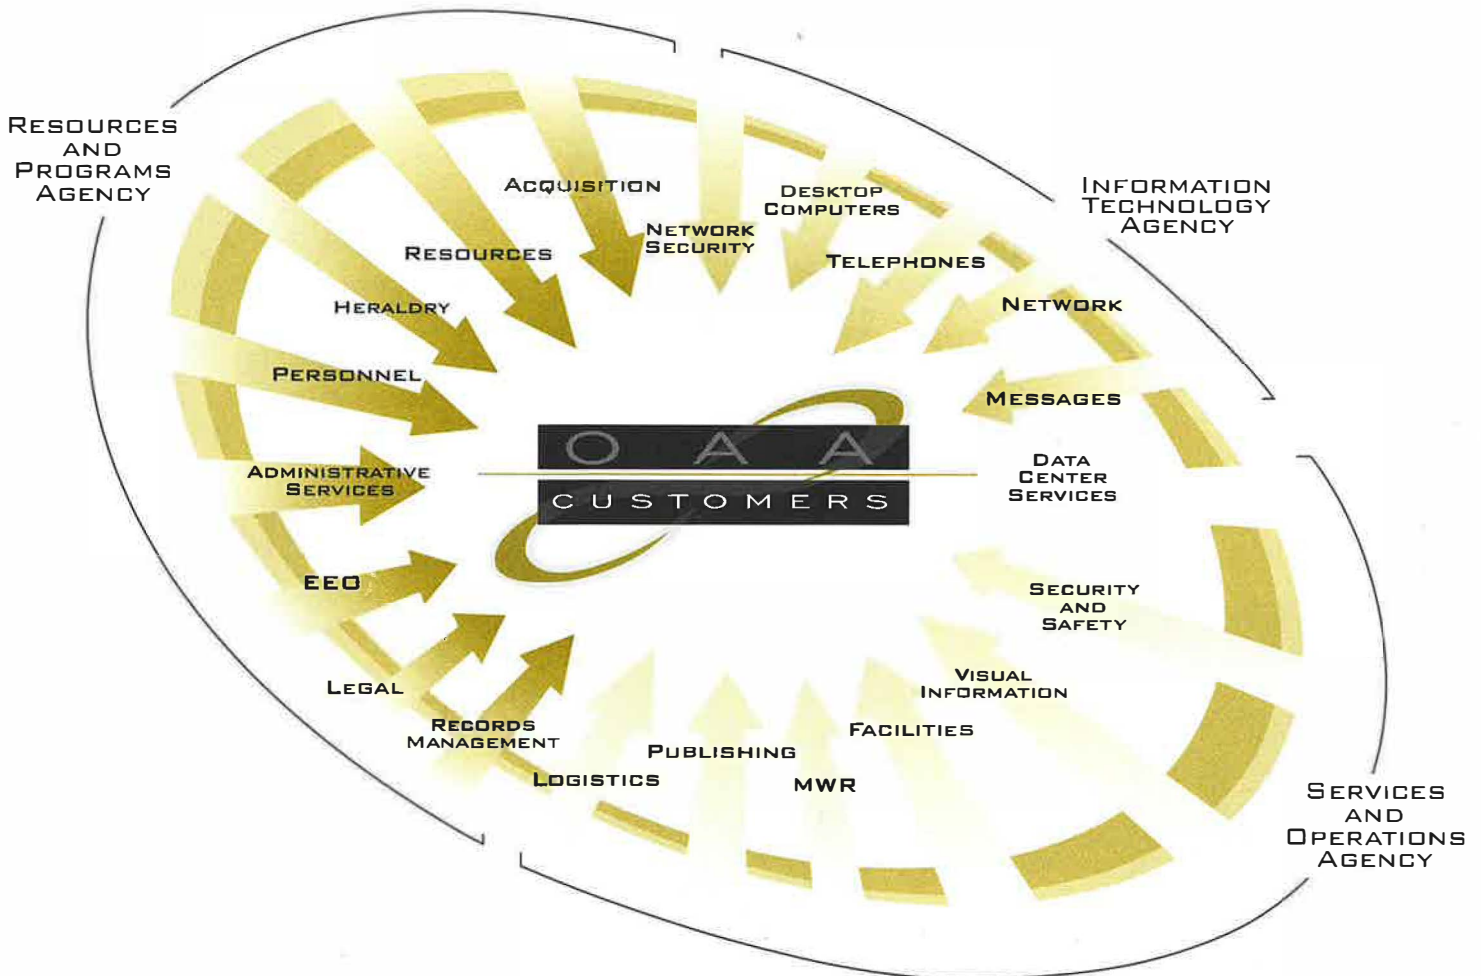 RESOURCES
AND
PROGRAMS
AGENCY
INFORMATION
TECHNOLOGY
AGENCY
SERVICES
AND
OPERATIONS
AGENCY
ACQUISITION
RESOURCES
HERALDRY
PERSONNEL
ADMINISTRATIVE
SERVICES
EEO
LEGAL
RECORDS
MANAGEMENT
NETWORK
SECURITY
DESKTOP
COMPUTERS
TELEPHONES
NETWORK
MESSAGES
DATA
CENTER
SERVICES
SECURITY
AND
SAFETY
VISUAL
INFORMATION
FACILITIES
MWR
PUBLISHING
LOGISTICS
OAA
CUSTOMERS